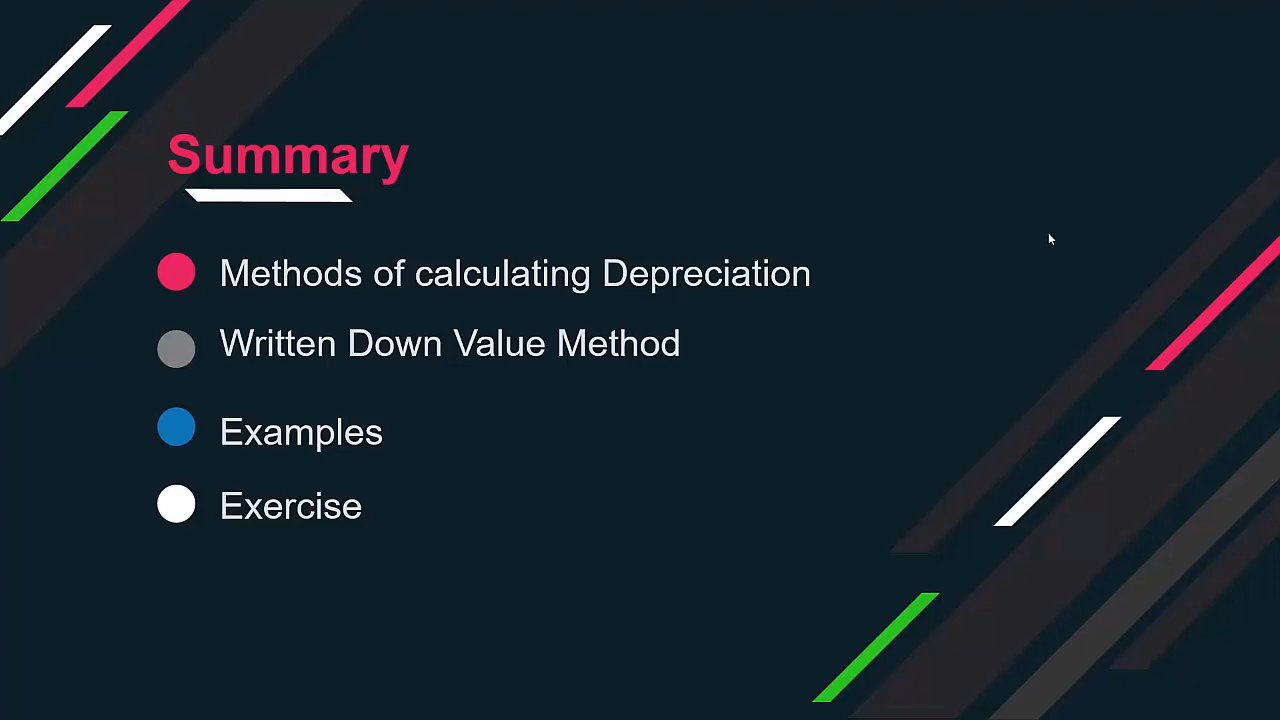 Summary
Methods of calculating Depreciation
Written Down Value Method
Examples
Exercise